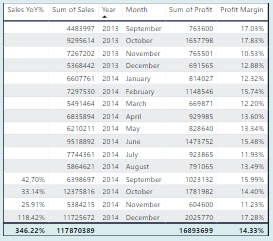 Sales YoY% Sum of Sales Year Month Sum of Profit Profit Margin
4483997 2013 September 763600 17.03%
9295614 2013 October 1657798 17.83%
7267202 2013 November 765501 10.53%
5368442 2013 December 691565 12.88%
6607761 2014 January 814027 12.32%
7297530 2014 February 1148546 15.74%
5491464 2014 March 669871 12.20%
6835894 2014 April 929985 13.60%
6210211 2014 May 828640 13.34%
9518892 2014 June 1473752 15.48%
7744361 2014 July 923865 11.93%
5864621 2014 August 791065 13.49%
42.70% 6398697 2014 September 1023132 15.99%
33.14% 12375816 2014 October 1781982 14.40%
25.91% 5384215 2014 November 604600 11.23%
118.42% 11725672 2014 December 2025770 17.28%
346.22% 117870389 16893699 14.33%